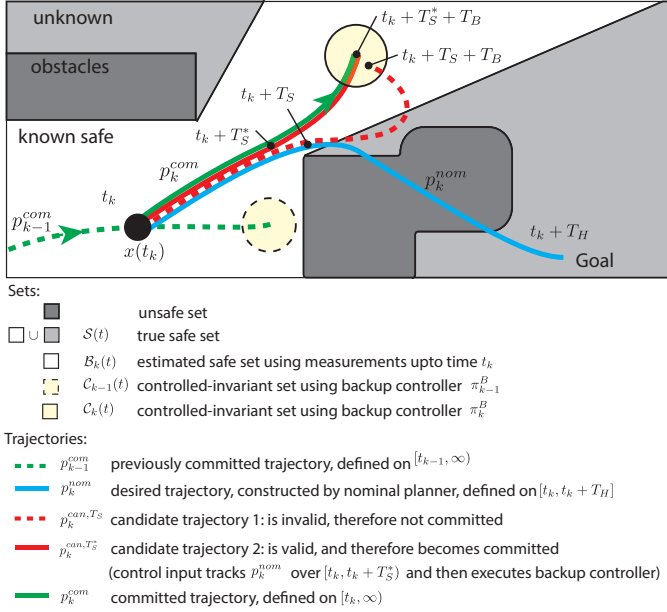 unknown
obstacles
known safe
t_k + T_S^* + T_B
t_k + T_S + T_B
t_k + T_S
t_k + T_S^*
p_k^{com}
t_k
p_{k-1}^{com}
x(t_k)
p_k^{nom}
t_k + T_H
Goal
Sets:
unsafe set
∪ S(t) true safe set
B_k(t) estimated safe set using measurements upto time t_k
C_{k-1}(t) controlled-invariant set using backup controller π_{k-1}^B
C_k(t) controlled-invariant set using backup controller π_k^B
Trajectories:
p_{k-1}^{com} previously committed trajectory, defined on [t_{k-1}, ∞)
p_k^{nom} desired trajectory, constructed by nominal planner, defined on [t_k, t_k + T_H]
p_k^{can,T_S} candidate trajectory 1: is invalid, therefore not committed
p_k^{can,T_S^*} candidate trajectory 2: is valid, and therefore becomes committed
(control input tracks p_k^{nom} over [t_k, t_k + T_S^*) and then executes backup controller)
p_k^{com} committed trajectory, defined on [t_k, ∞)